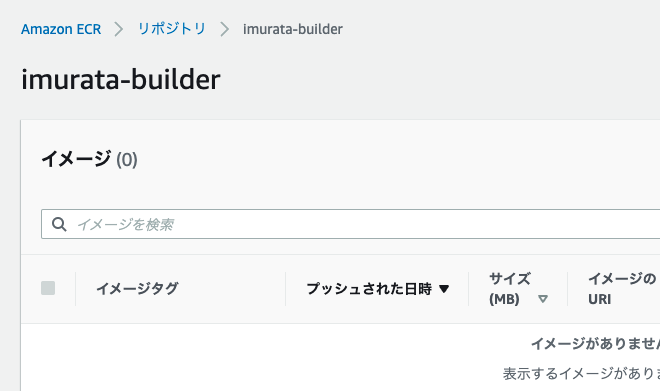 Amazon ECR > リポジトリ > imurata-builder
imurata-builder
イメージ (0)
イメージを検索
イメージタグ
プッシュされた日時
サイズ
(MB)
イメージの
URI
イメージがありませ
表示するイメージがあり